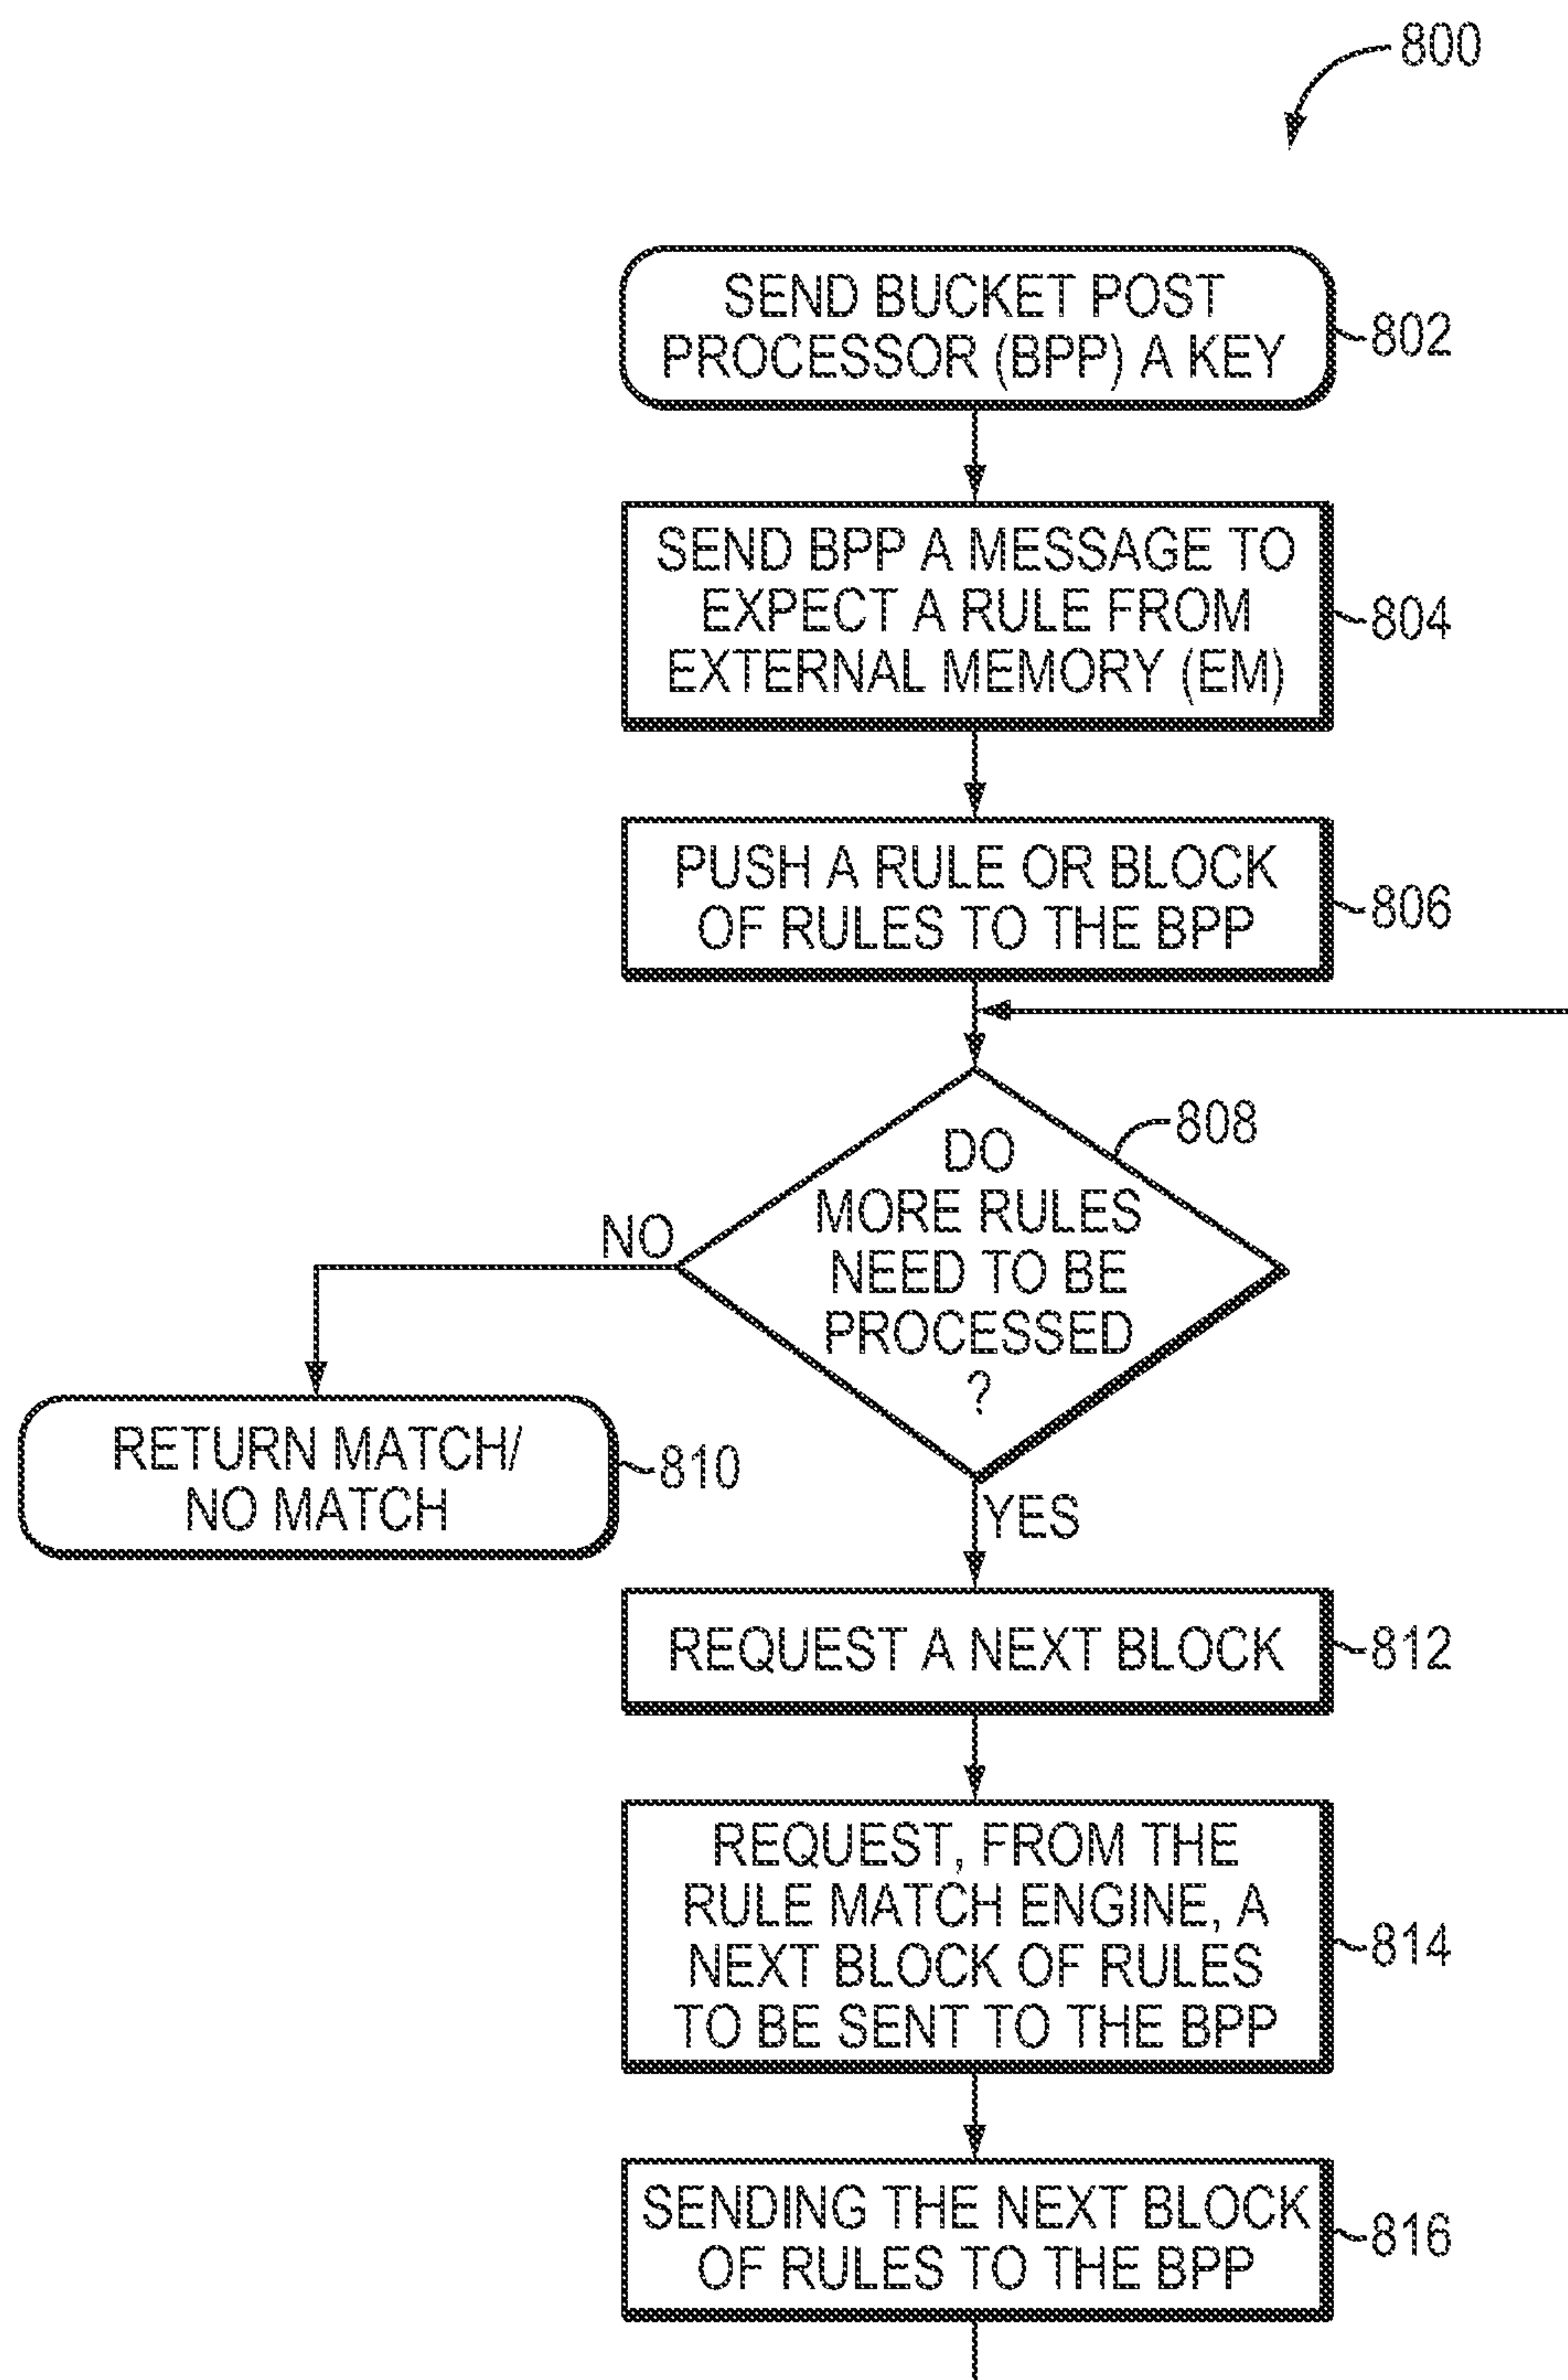 800
SEND BUCKET POST
PROCESSOR (BPP) A KEY
802
SEND BPP A MESSAGE TO
EXPECT A RULE FROM
EXTERNAL MEMORY (EM)
804
PUSH A RULE OR BLOCK
OF RULES TO THE BPP
806
DO
MORE RULES
NEED TO BE
PROCESSED
?
808
NO
RETURN MATCH/
NO MATCH
810
YES
REQUEST A NEXT BLOCK
812
REQUEST, FROM THE
RULE MATCH ENGINE, A
NEXT BLOCK OF RULES
TO BE SENT TO THE BPP
814
SENDING THE NEXT BLOCK
OF RULES TO THE BPP
816